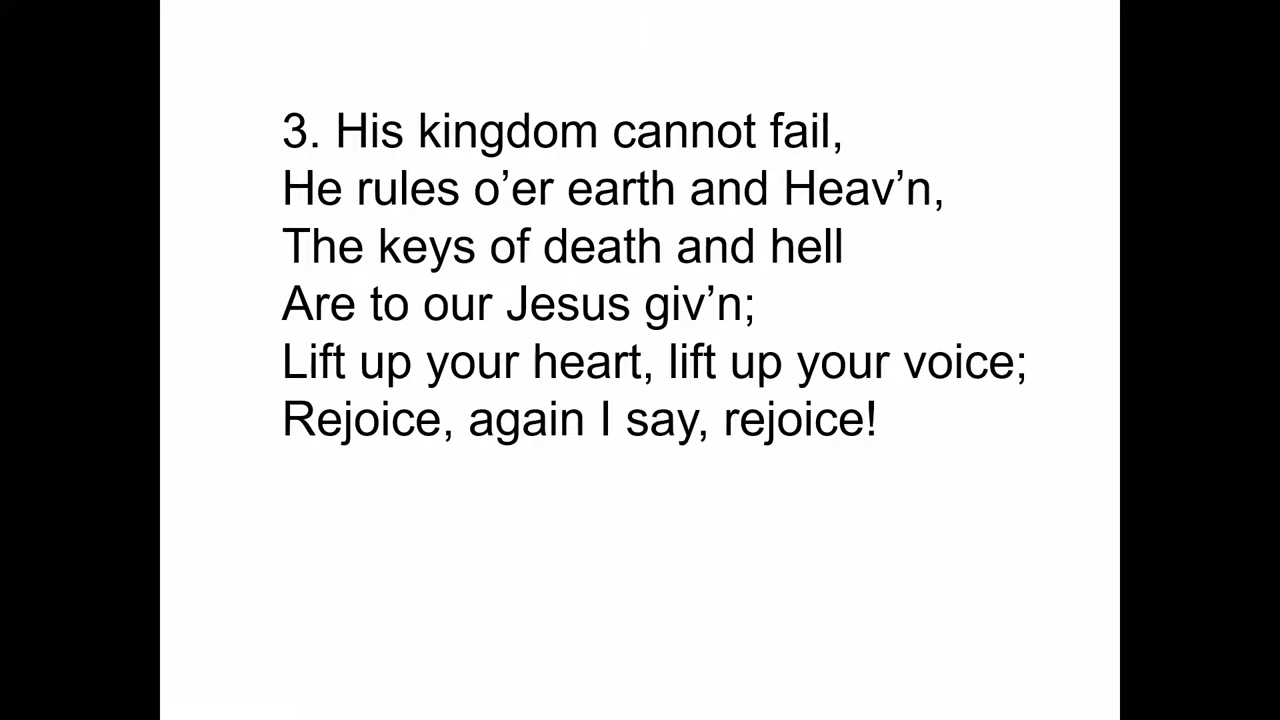 3. His kingdom cannot fail,
He rules o’er earth and Heav’n,
The keys of death and hell
Are to our Jesus giv’n;
Lift up your heart, lift up your voice;
Rejoice, again I say, rejoice!